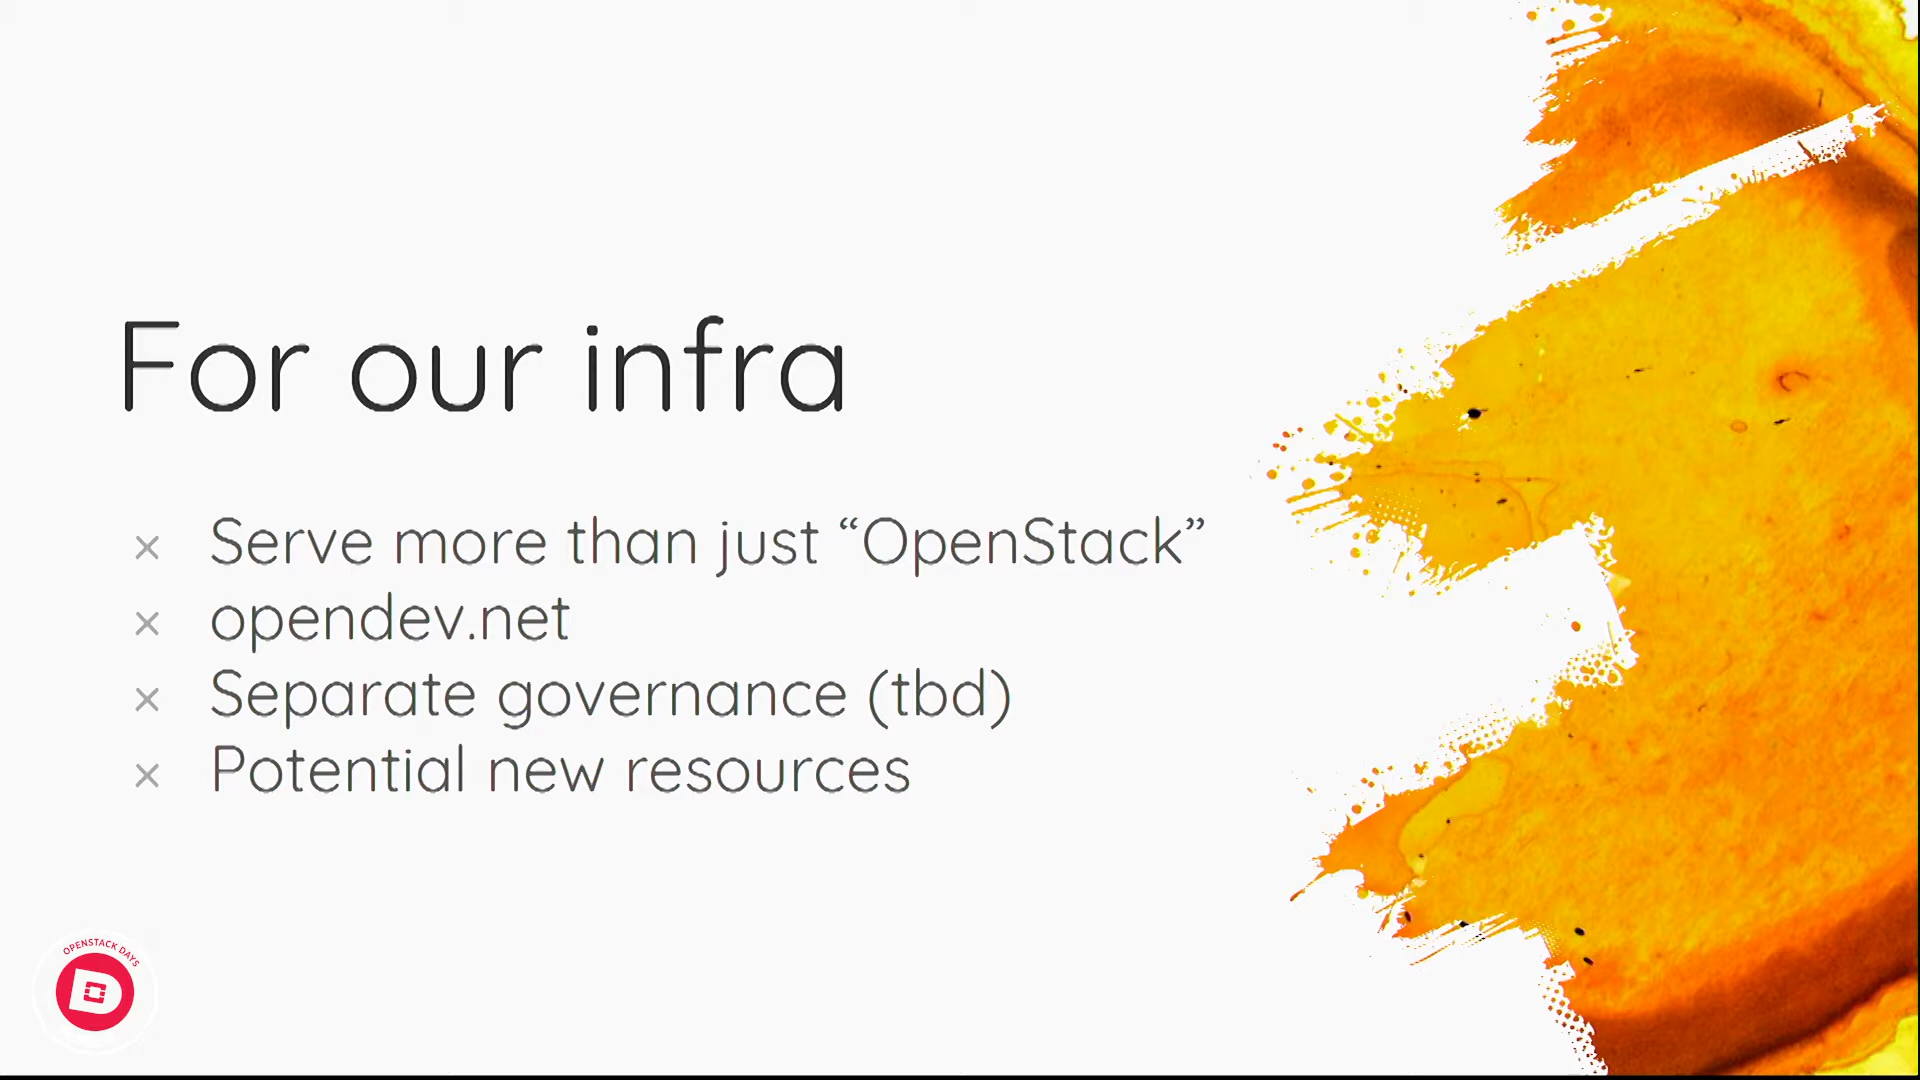 For our infra
× Serve more than just “OpenStack”
× opendev.net
× Separate governance (tbd)
× Potential new resources
OPENSTACK DAYS